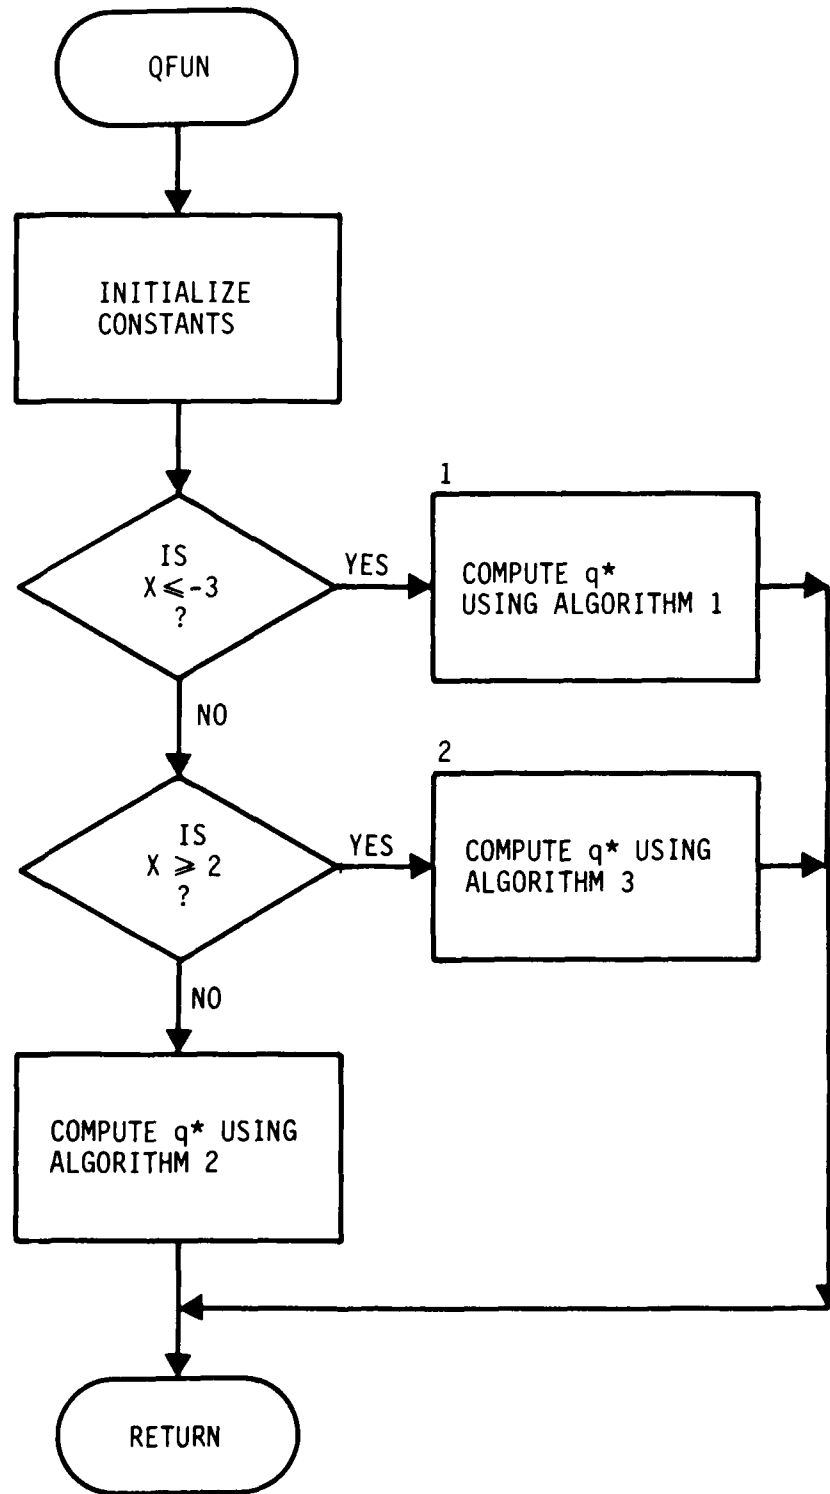 QFUN
INITIALIZE
CONSTANTS
IS
X ⩽ -3
?
YES
1
COMPUTE q*
USING ALGORITHM 1
NO
IS
X ⩾ 2
?
YES
2
COMPUTE q* USING
ALGORITHM 3
NO
COMPUTE q* USING
ALGORITHM 2
RETURN